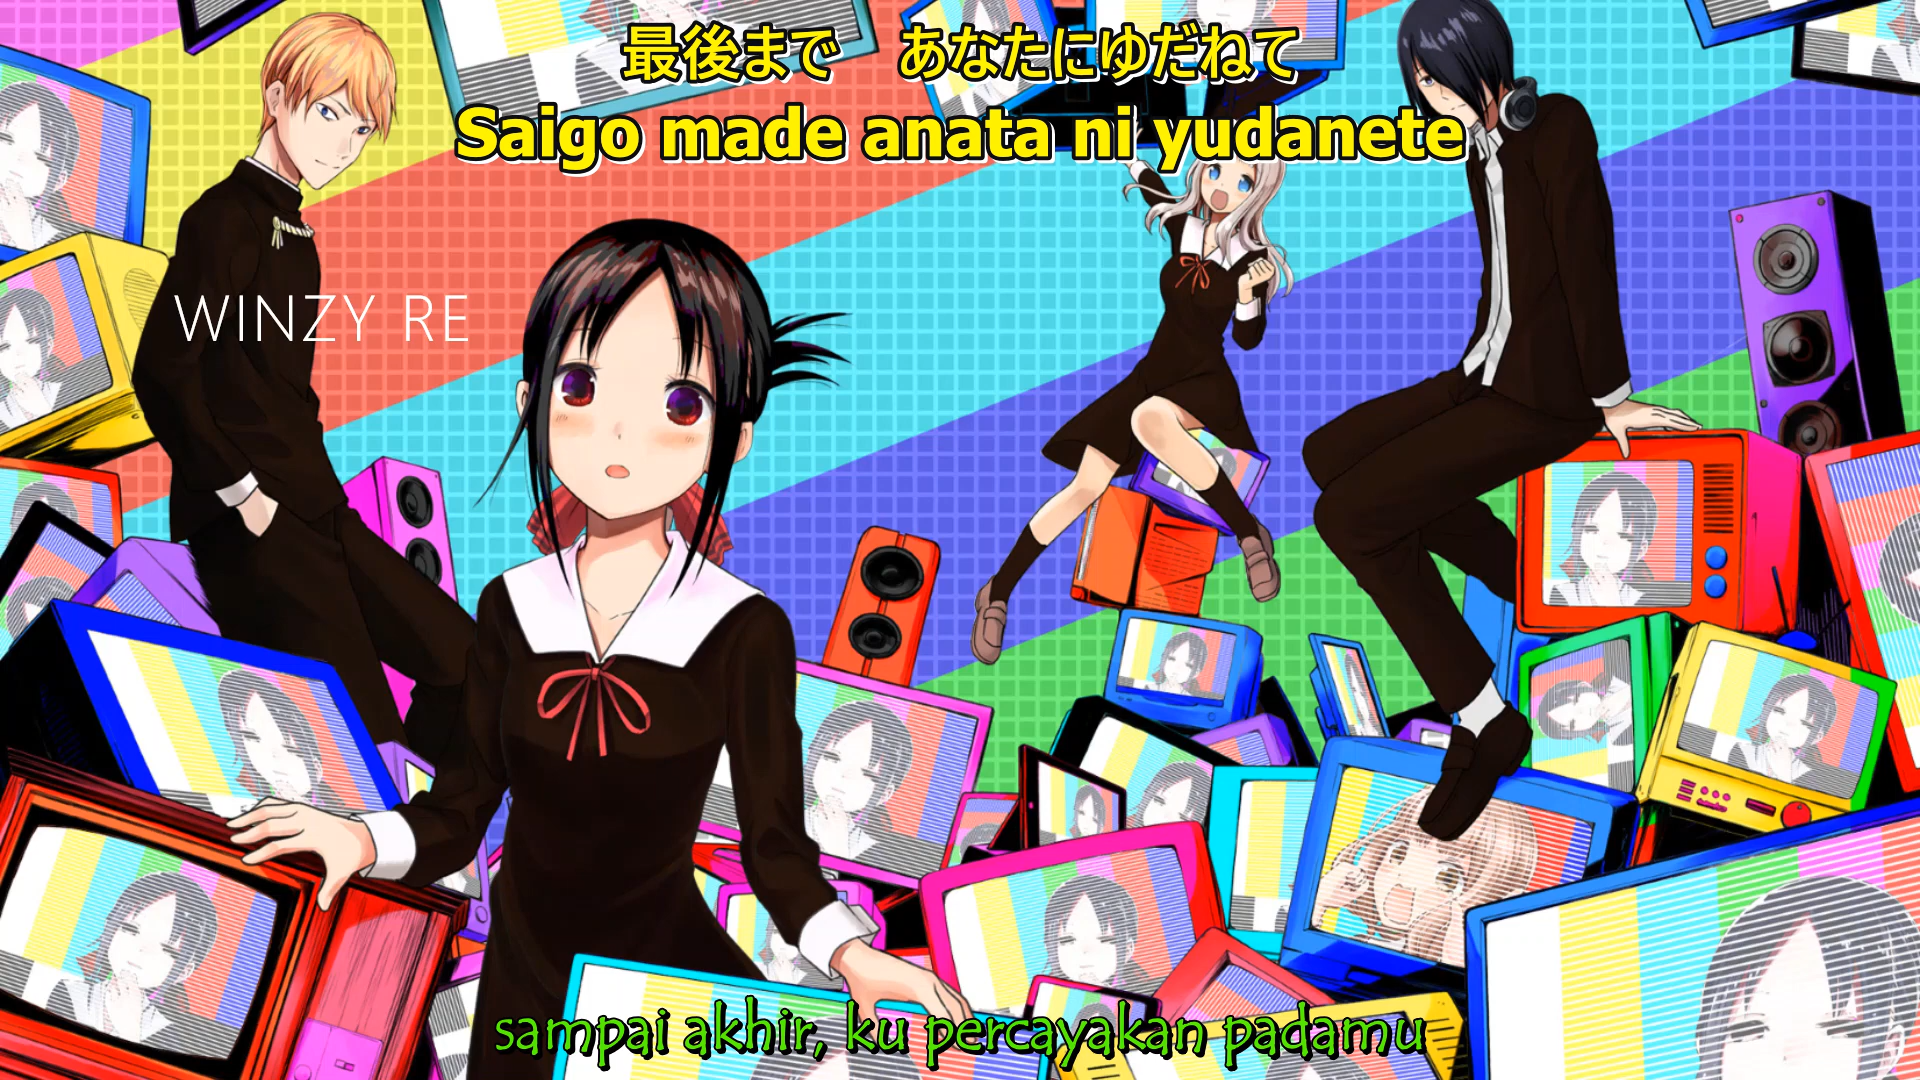 最後まで　あなたにゆだねて
Saigo made anata ni yudanete
WINZY RE
sampai akhir, ku percayakan padamu